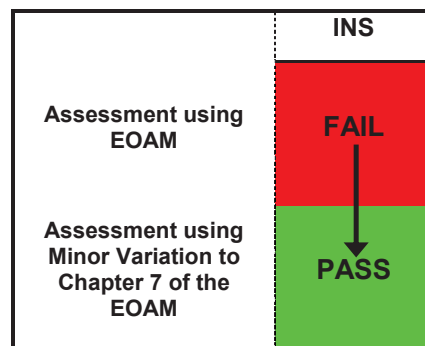 INS
Assessment using
EOAM
FAIL
Assessment using
Minor Variation to
Chapter 7 of the
EOAM
PASS